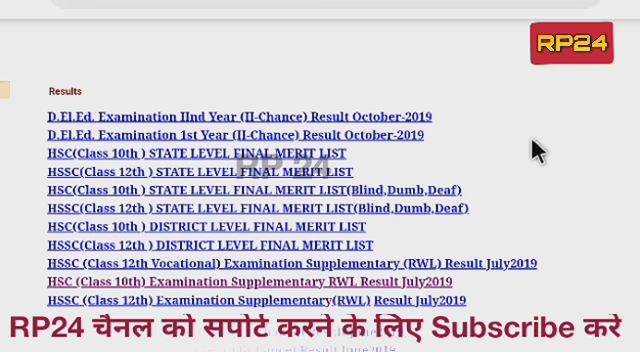 RP24
Results
D.El.Ed. Examination IInd Year (II-Chance) Result October-2019
D.El.Ed. Examination 1st Year (II-Chance) Result October-2019
HSC(Class 10th ) STATE LEVEL FINAL MERIT LIST
RP 24
HSSC(Class 12th ) STATE LEVEL FINAL MERIT LIST
HSC(Class 10th ) STATE LEVEL FINAL MERIT LIST(Blind,Dumb,Deaf)
HSSC(Class 12th ) STATE LEVEL FINAL MERIT LIST(Blind,Dumb,Deaf)
HSC(Class 10th ) DISTRICT LEVEL FINAL MERIT LIST
HSSC(Class 12th ) DISTRICT LEVEL FINAL MERIT LIST
HSSC (Class 12th Vocational) Examination Supplementary (RWL) Result July2019
HSC (Class 10th) Examination Supplementary RWL Result July2019
HSSC (Class 12th) Examination Supplementary(RWL) Result July2019
RP24 चैनल को सपोर्ट करने के लिए Subscribe करें
Result June2019